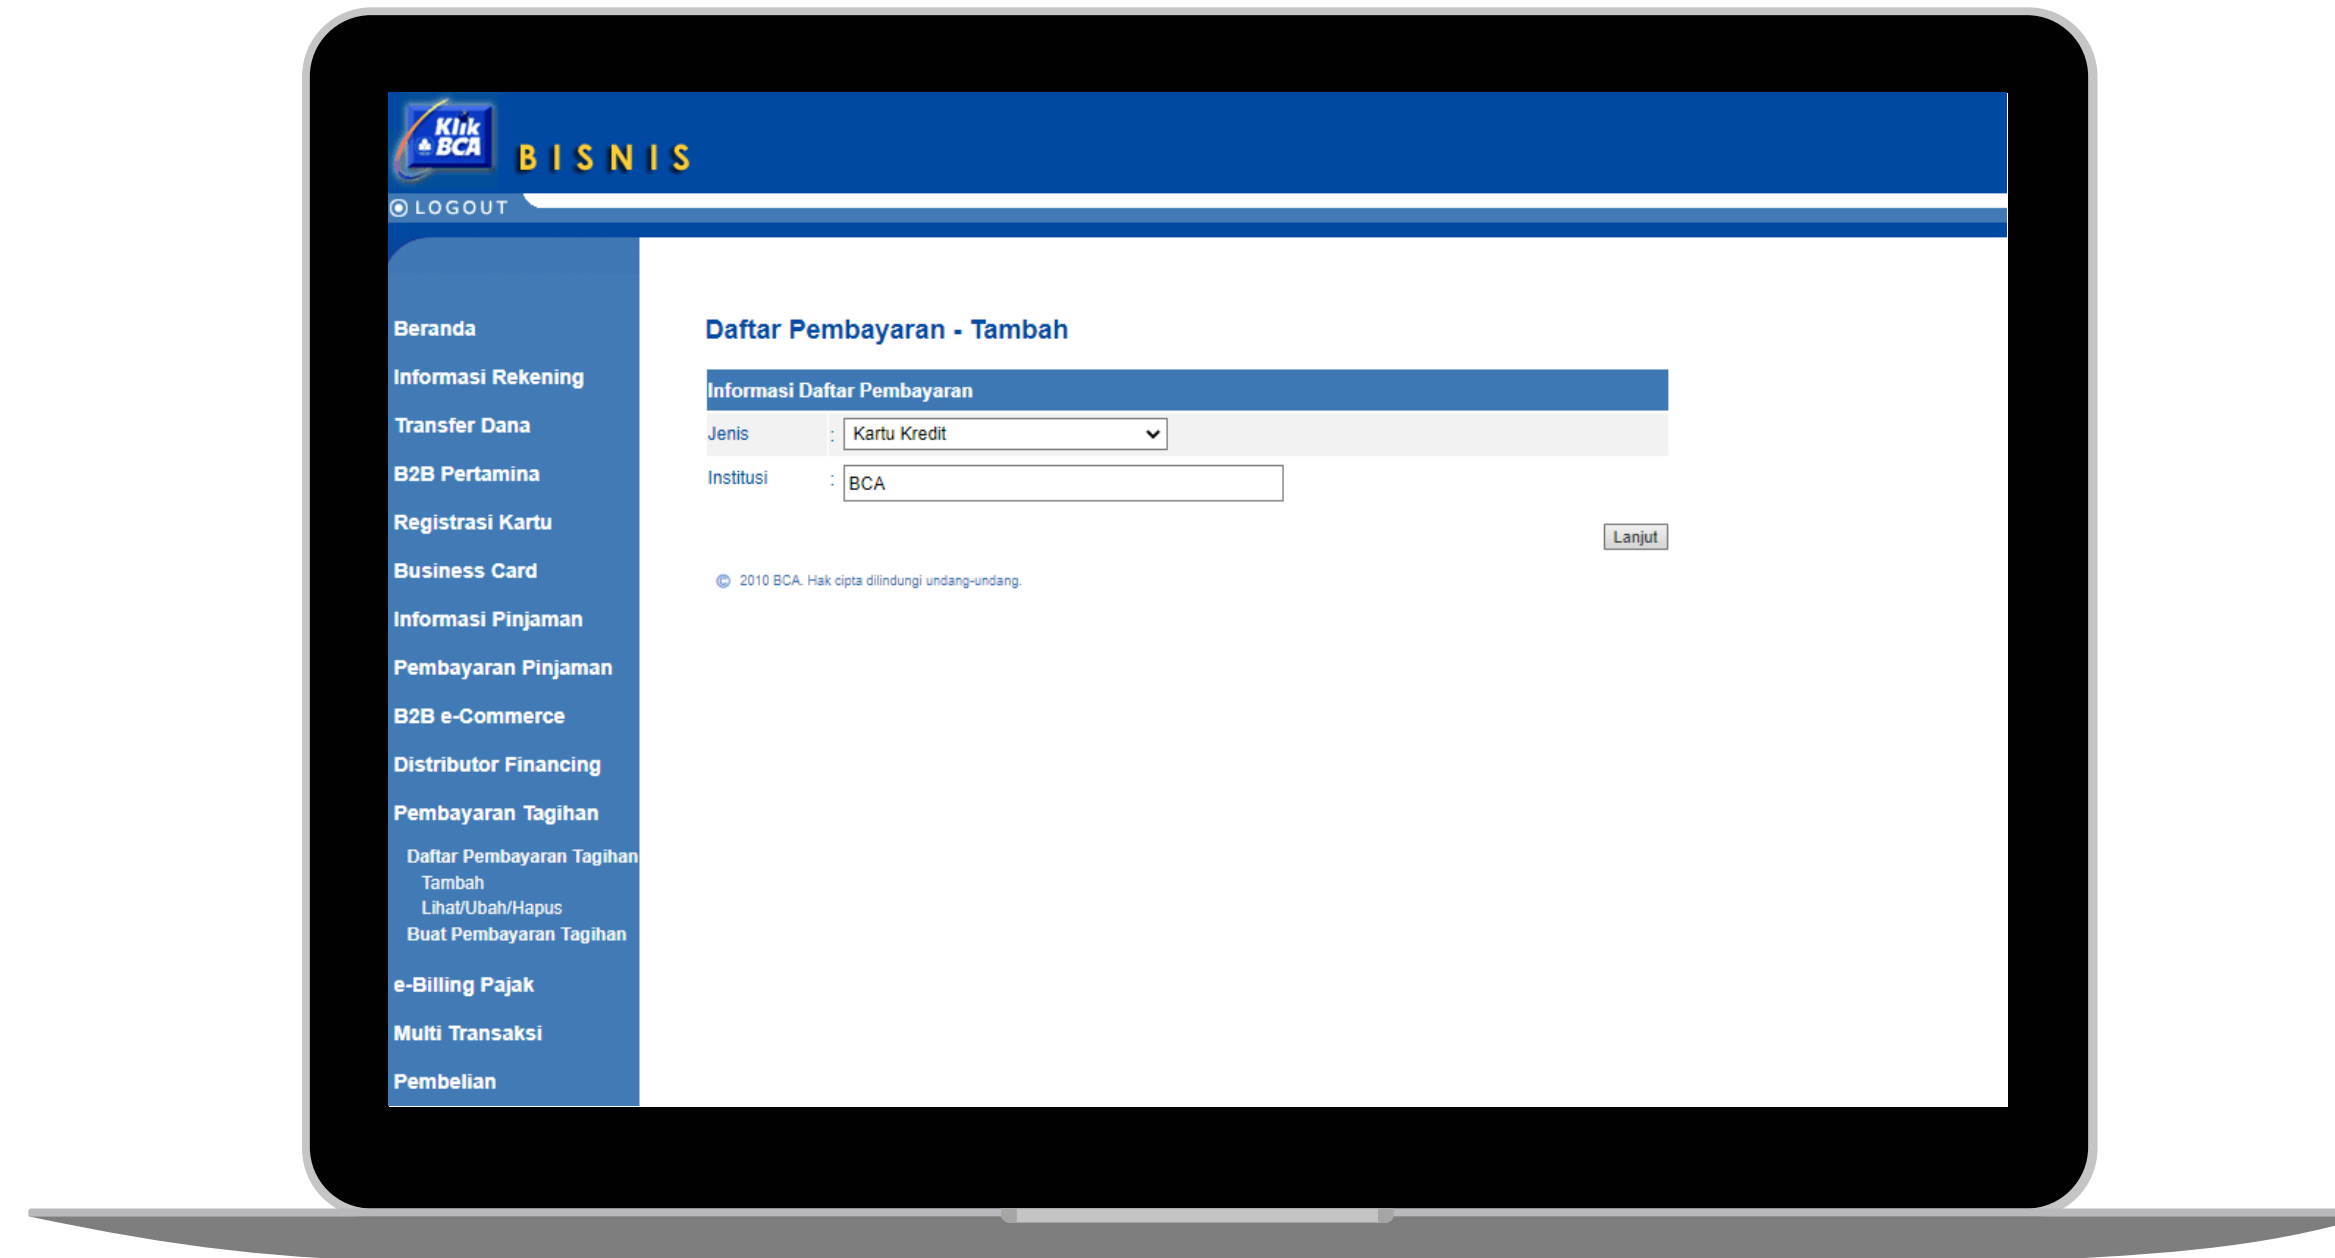 Klik
BCA
BISNIS
LOGOUT
Beranda
Informasi Rekening
Transfer Dana
B2B Pertamina
Registrasi Kartu
Business Card
Informasi Pinjaman
Pembayaran Pinjaman
B2B e-Commerce
Distributor Financing
Pembayaran Tagihan
Daftar Pembayaran Tagihan
Tambah
Lihat/Ubah/Hapus
Buat Pembayaran Tagihan
e-Billing Pajak
Multi Transaksi
Pembelian
Daftar Pembayaran - Tambah
Informasi Daftar Pembayaran
Jenis : Kartu Kredit
Institusi : BCA
Lanjut
© 2010 BCA. Hak cipta dilindungi undang-undang.